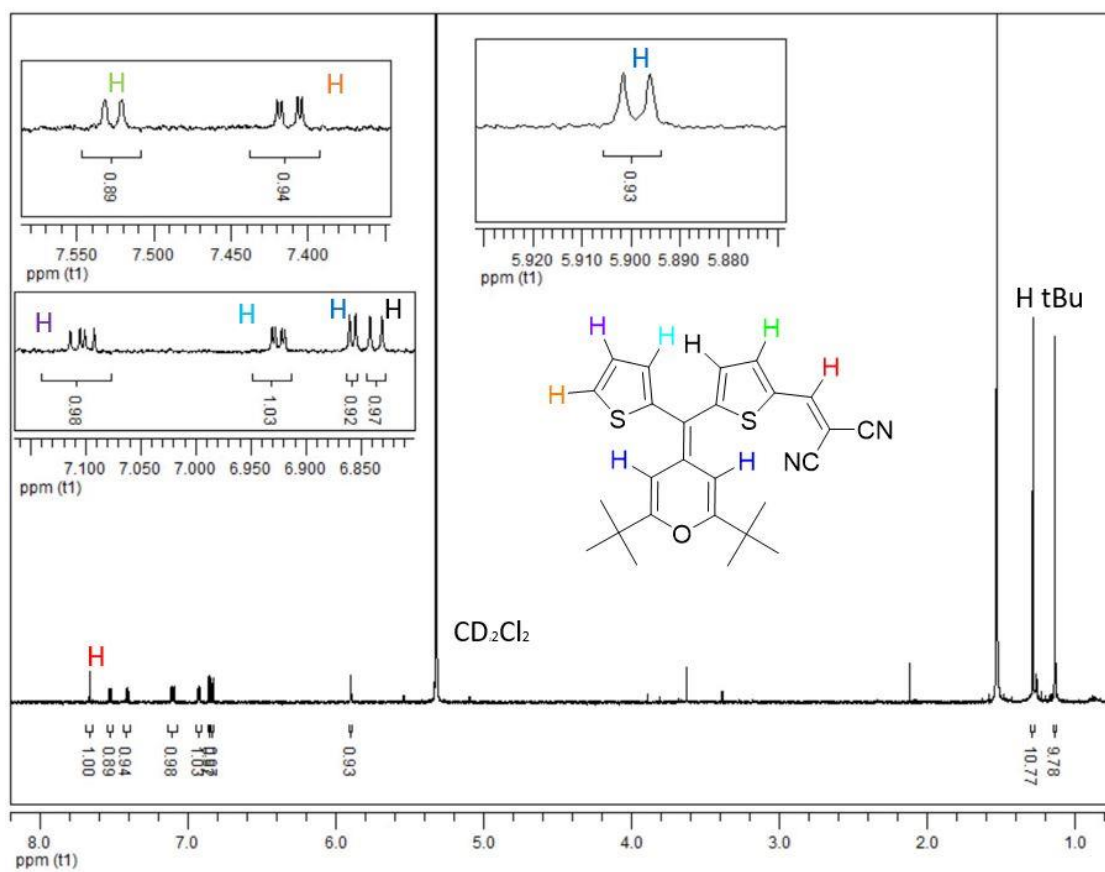 H H
0.89 0.94
7.550 7.500 7.450 7.400
ppm (t1)
H
0.93
5.920 5.910 5.900 5.890 5.880
ppm (t1)
H H H H
0.98 1.03 0.92 0.97
7.100 7.050 7.000 6.950 6.900 6.850
ppm (t1)
H tBu
H H H H H
H S S
CN
NC
H H
O
CD2Cl2
H
1.00 0.89 0.94 0.98 1.03 0.93 10.77 9.78
8.0 7.0 6.0 5.0 4.0 3.0 2.0 1.0
ppm (t1)